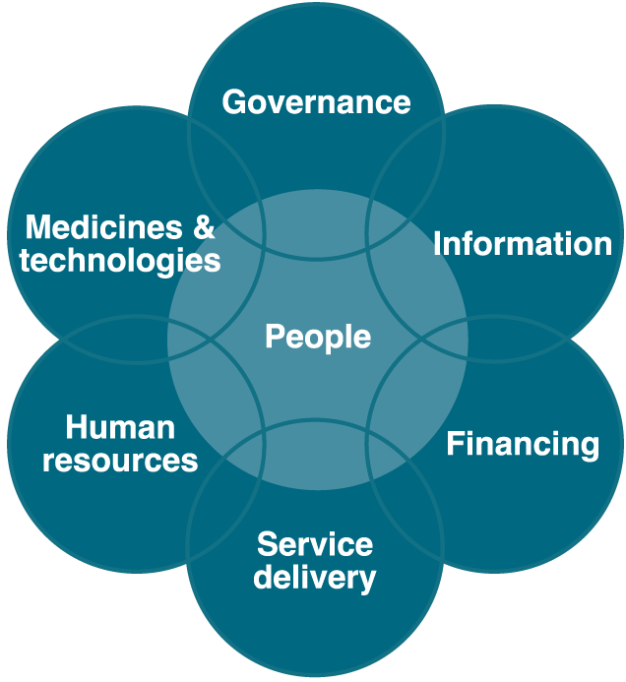 Governance
Medicines &
technologies
Information
People
Human
resources
Financing
Service
delivery